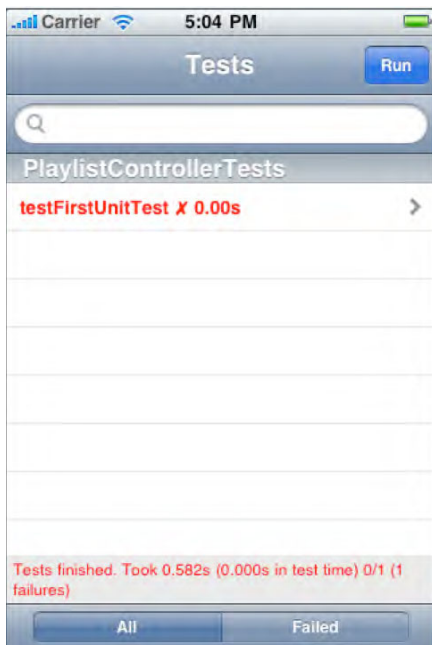 Carrier 5:04 PM
Tests Run
PlaylistControllerTests
testFirstUnitTest ✗ 0.00s
Tests finished. Took 0.582s (0.000s in test time) 0/1 (1
failures)
All Failed